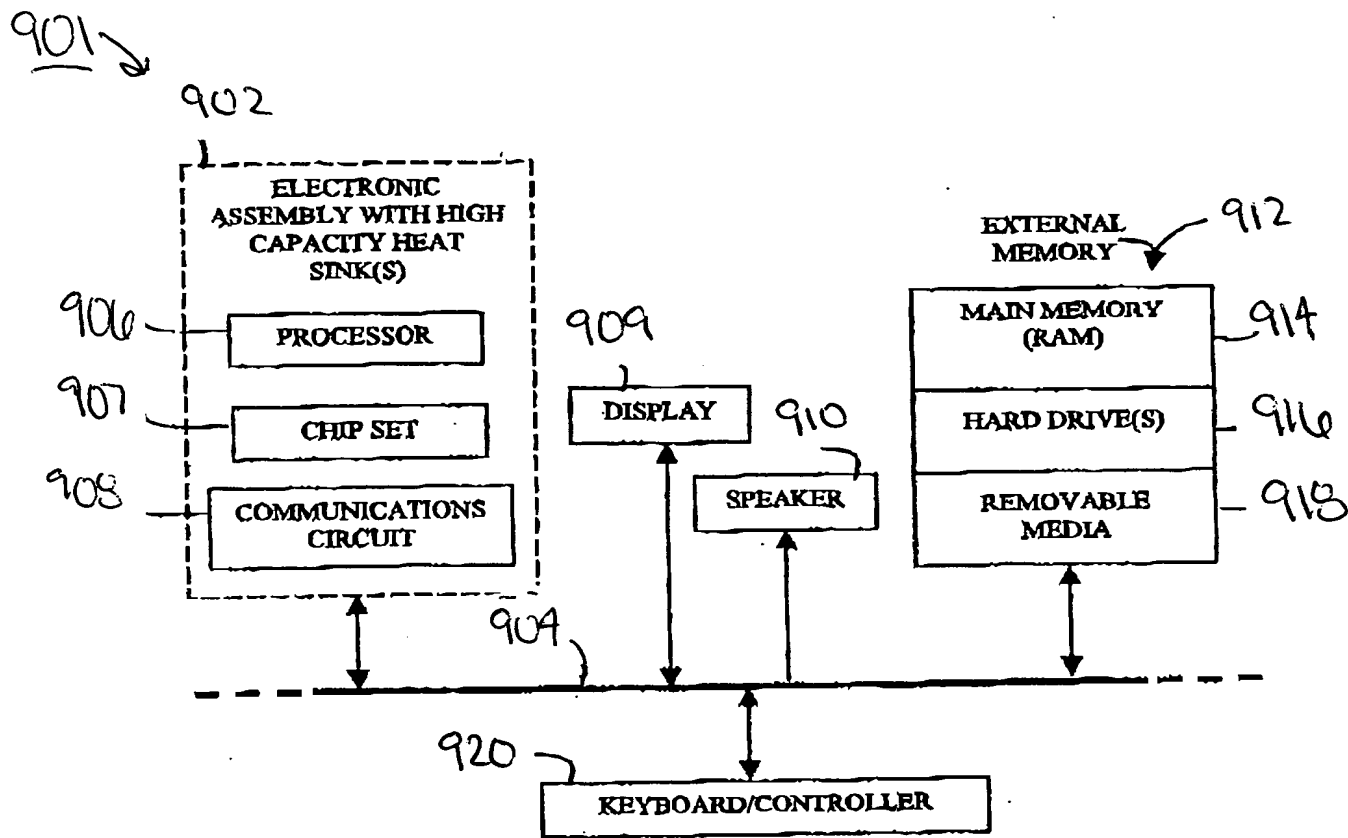 901
902
ELECTRONIC
ASSEMBLY WITH HIGH
CAPACITY HEAT
SINK(S)
906
PROCESSOR
907
CHIP SET
908
COMMUNICATIONS
CIRCUIT
909
DISPLAY
910
SPEAKER
EXTERNAL
MEMORY
912
MAIN MEMORY
(RAM)
914
HARD DRIVE(S)
916
REMOVABLE
MEDIA
918
904
920
KEYBOARD/CONTROLLER